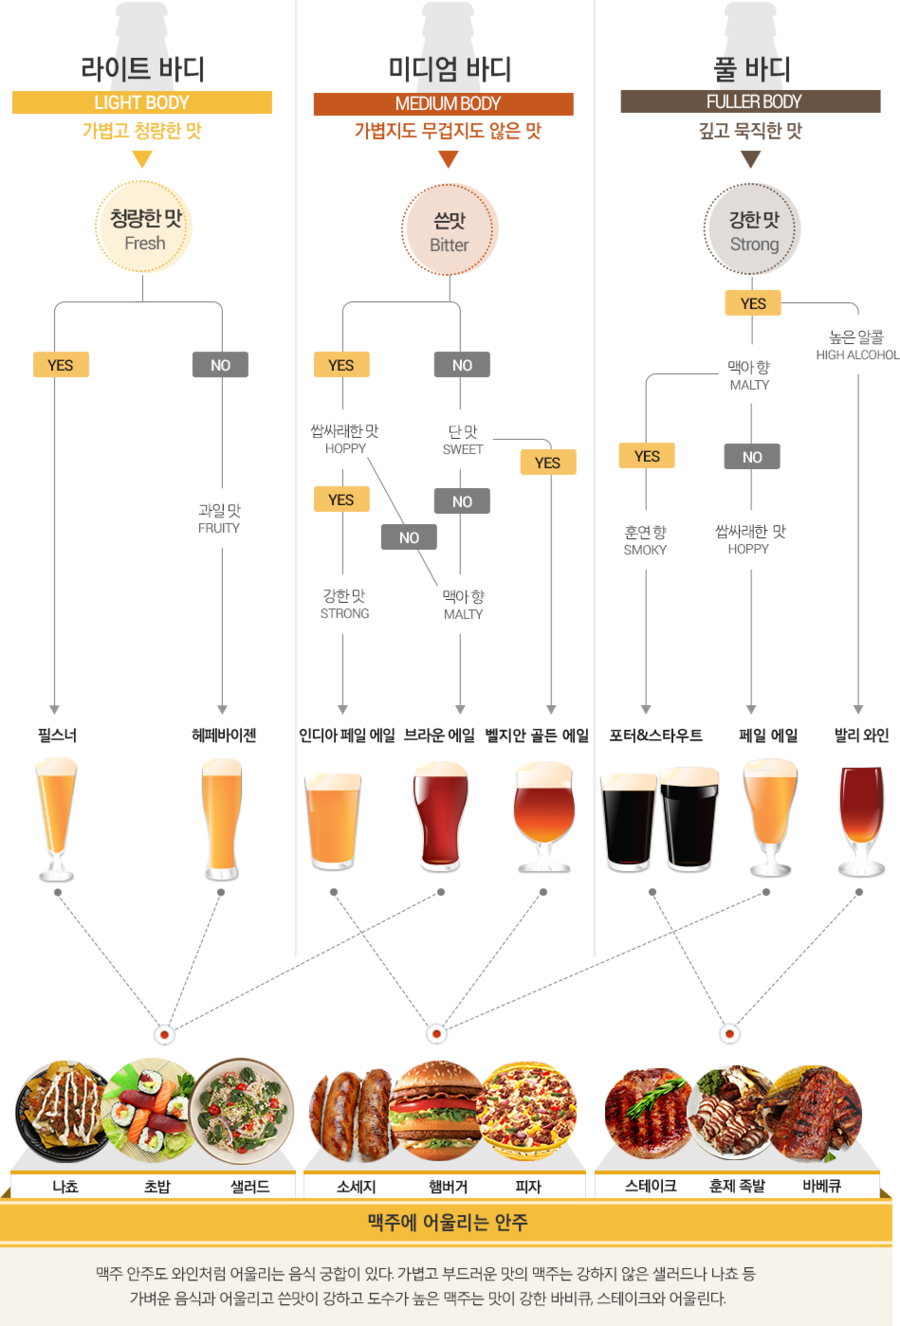 라이트 바디
LIGHT BODY
가볍고 청량한 맛
청량한 맛
Fresh
YES
NO
과일 맛
FRUITY
필스너
헤페바이젠
미디엄 바디
MEDIUM BODY
가볍지도 무겁지도 않은 맛
쓴맛
Bitter
YES
NO
쌉싸래한 맛
HOPPY
단 맛
SWEET
YES
YES
NO
NO
강한 맛
STRONG
맥아 향
MALTY
인디아 페일 에일
브라운 에일
벨지안 골든 에일
풀 바디
FULLER BODY
깊고 묵직한 맛
강한 맛
Strong
YES
높은 알콜
HIGH ALCOHOL
맥아 향
MALTY
YES
NO
훈연향
SMOKY
쌉싸래한 맛
HOPPY
포터&스타우트
페일 에일
발리 와인
나쵸
초밥
샐러드
소세지
햄버거
피자
스테이크
훈제 족발
바베큐
맥주에 어울리는 안주
맥주 안주도 와인처럼 어울리는 음식 궁합이 있다. 가볍고 부드러운 맛의 맥주는 강하지 않은 샐러드나 나쵸 등
가벼운 음식과 어울리고 쓴맛이 강하고 도수가 높은 맥주는 맛이 강한 바비큐, 스테이크와 어울린다.